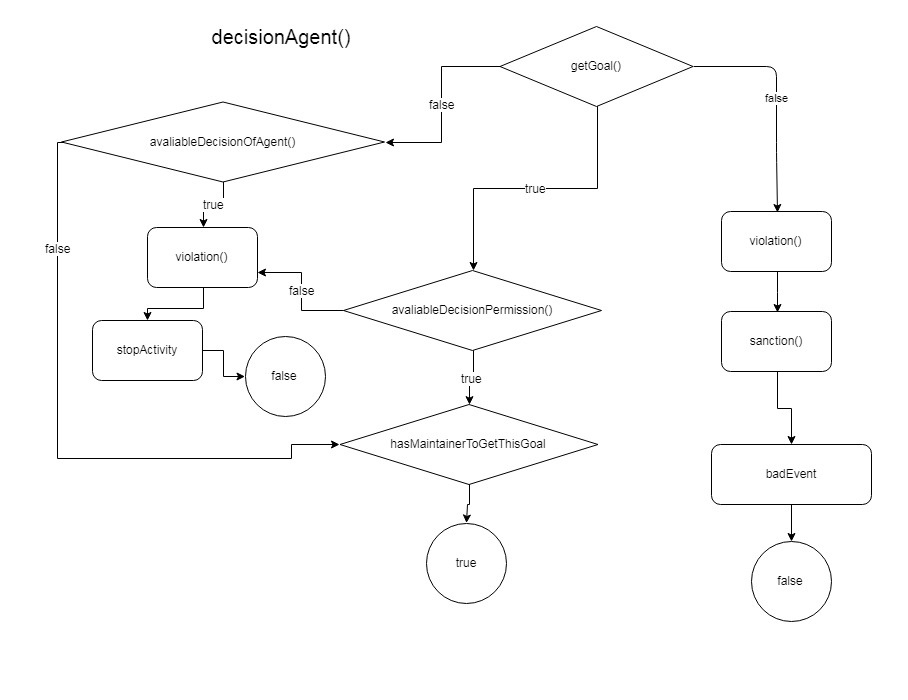 decisionAgent()
getGoal()
false
false
avaliableDecisionOfAgent()
true
true
false
violation()
violation()
false
avaliableDecisionPermission()
stopActivity
sanction()
false
true
hasMaintainerToGetThisGoal
badEvent
true
false